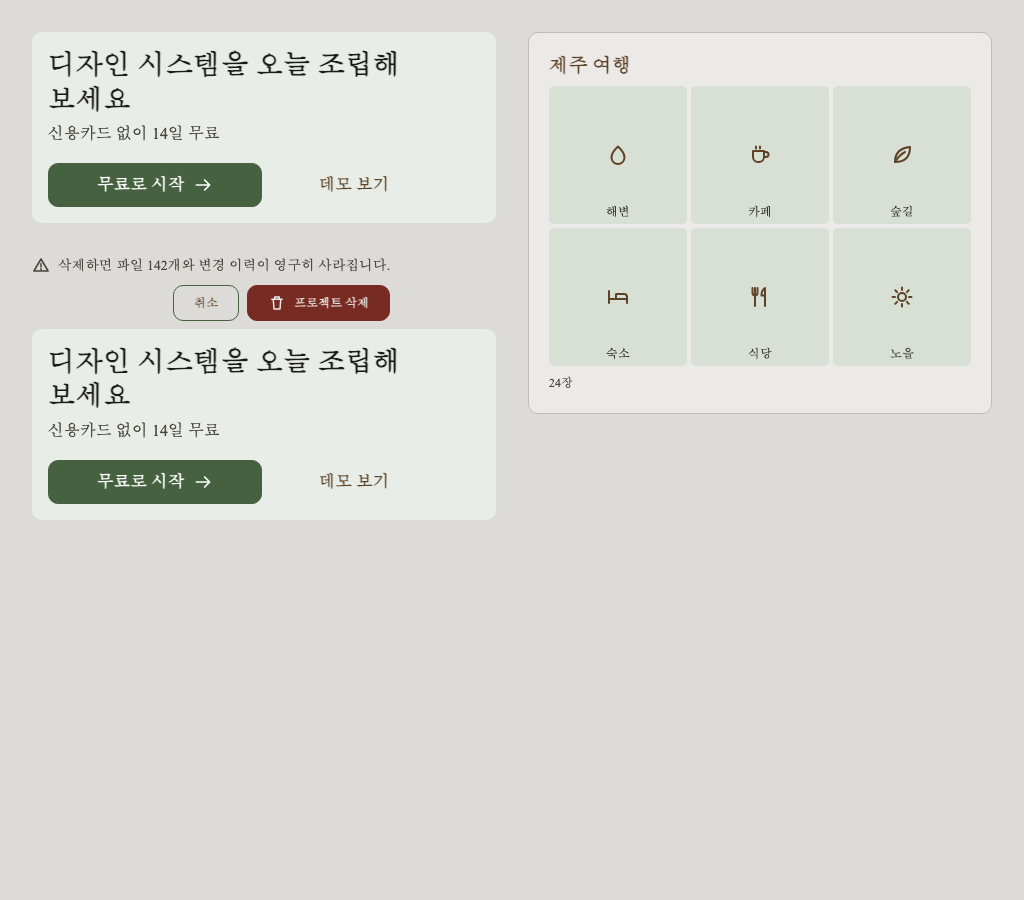 디자인 시스템을 오늘 조립해
보세요
신용카드 없이 14일 무료
무료로 시작
데모 보기
삭제하면 파일 142개와 변경 이력이 영구히 사라집니다.
취소
프로젝트 삭제
디자인 시스템을 오늘 조립해
보세요
신용카드 없이 14일 무료
무료로 시작
데모 보기
제주 여행
해변
카페
숲길
숙소
식당
노을
24장